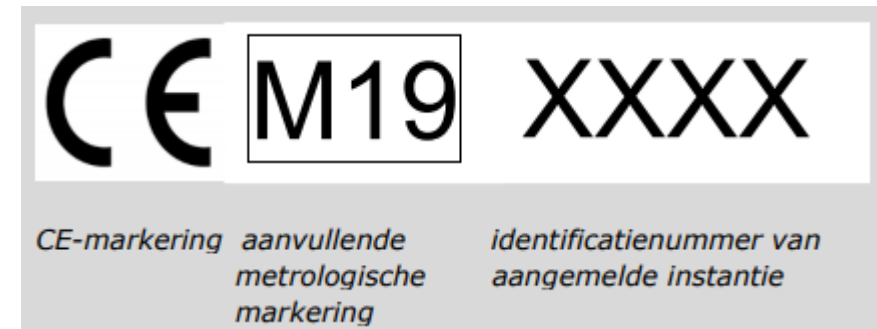 CE M19 XXXX
CE-markering aanvullende metrologische markering identificatienummer van aangemelde instantie